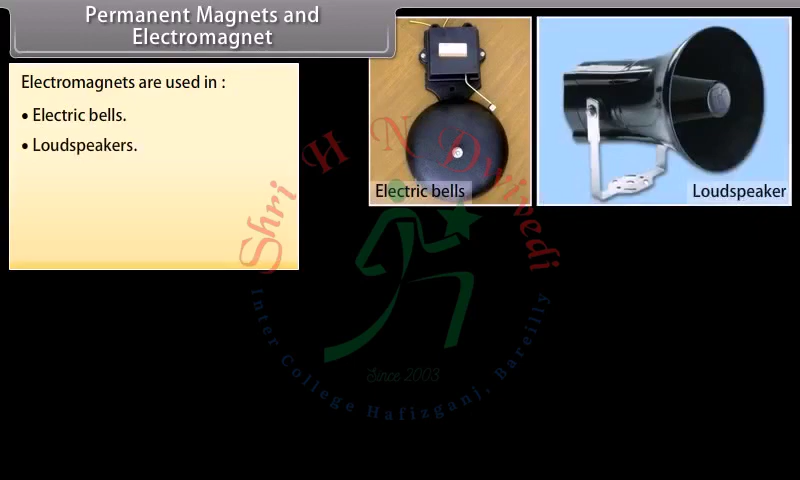 Permanent Magnets and
Electromagnet
Electromagnets are used in :
• Electric bells.
• Loudspeakers.
Electric bells
Loudspeaker
Shri H N Dwivedi
Inter College Hafizganj, Bareilly
Since 2003